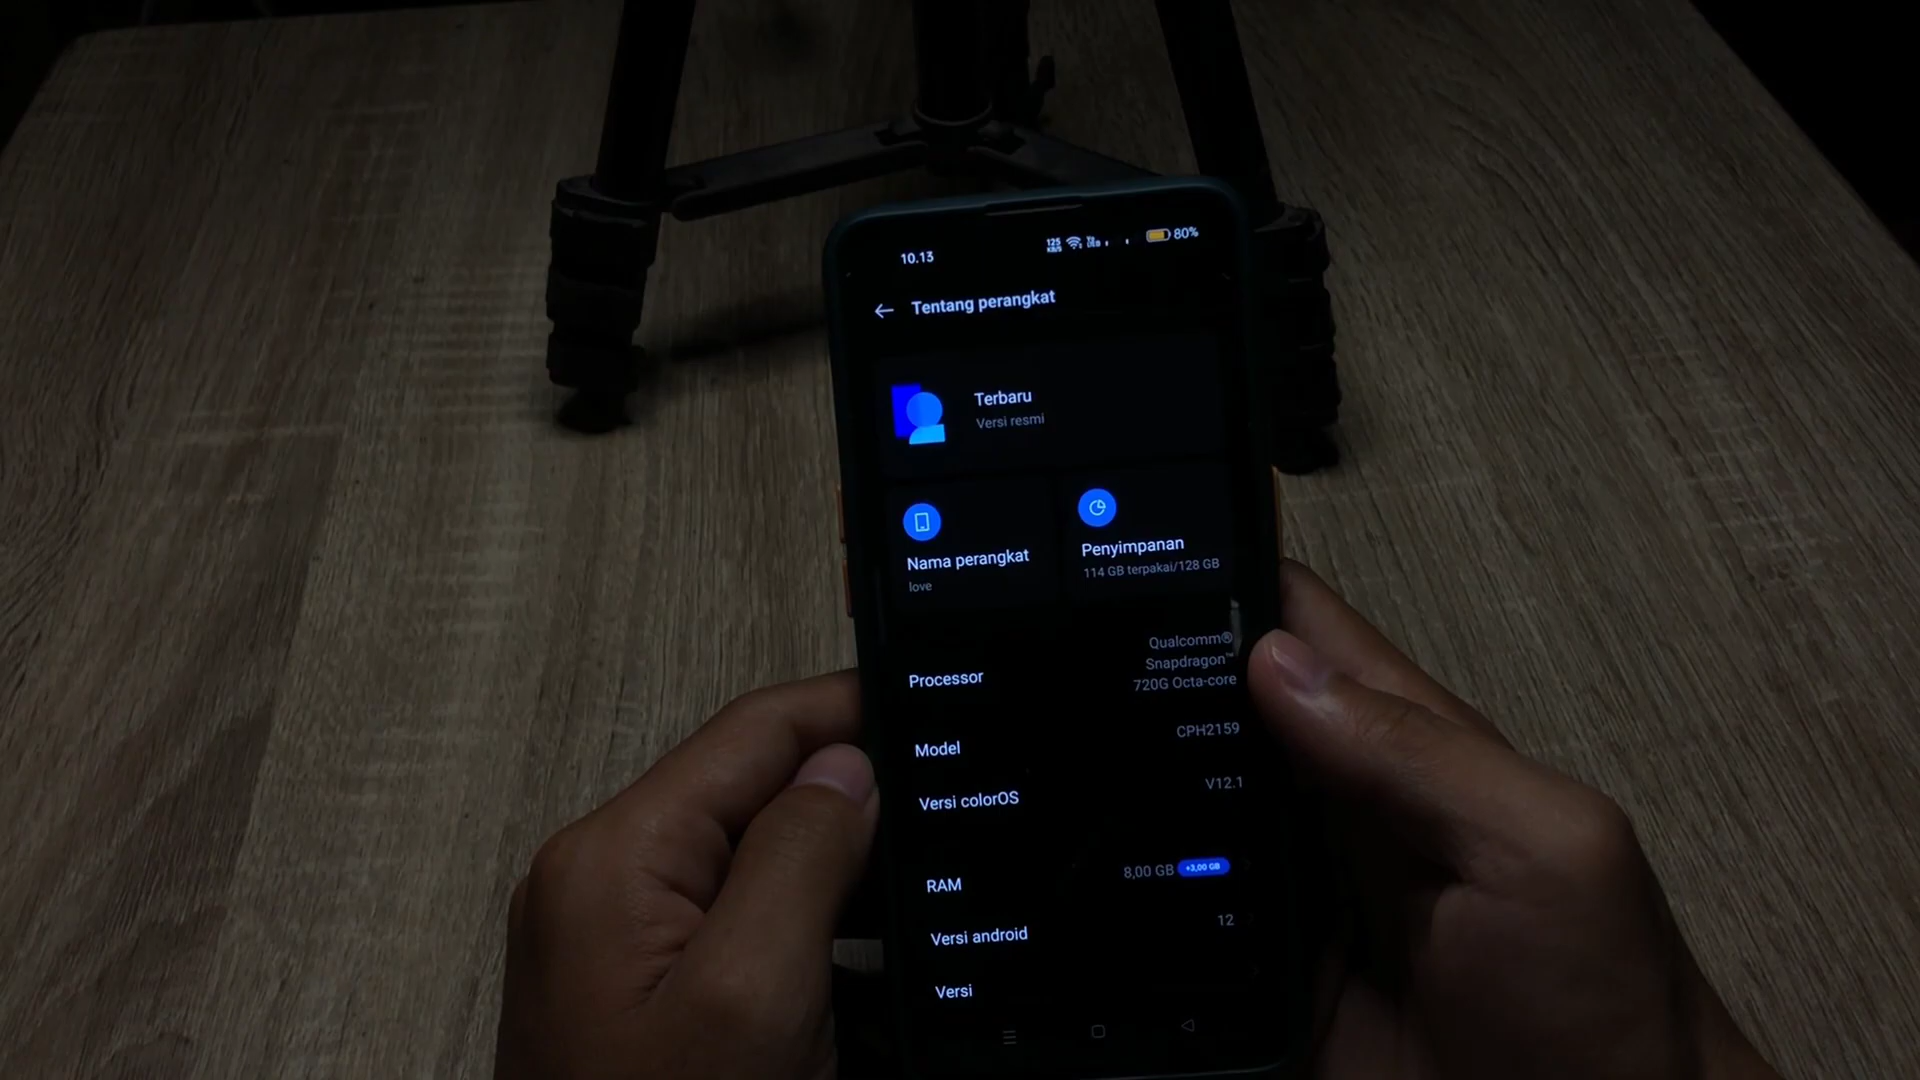 10.13
125 KB/S
80%
Tentang perangkat
Terbaru
Versi resmi
Nama perangkat
love
Penyimpanan
114 GB terpakai/128 GB
Processor
Qualcomm®
Snapdragon™
720G Octa-core
Model
CPH2159
Versi colorOS
V12.1
RAM
8,00 GB +3,00 GB
Versi android
12
Versi